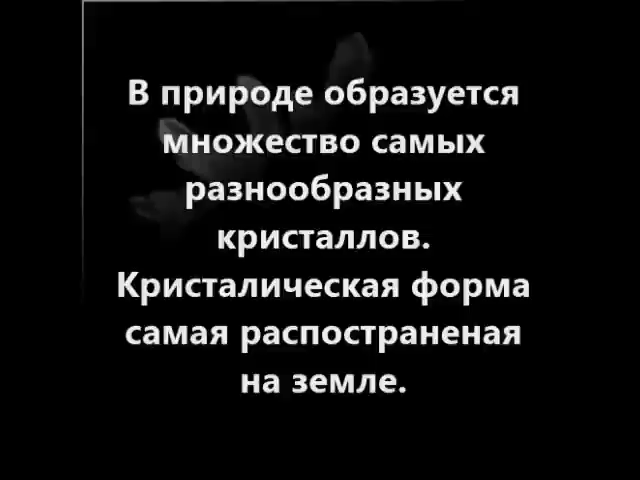 В природе образуется
множество самых
разнообразных
кристаллов.
Кристалическая форма
самая распостраненая
на земле.